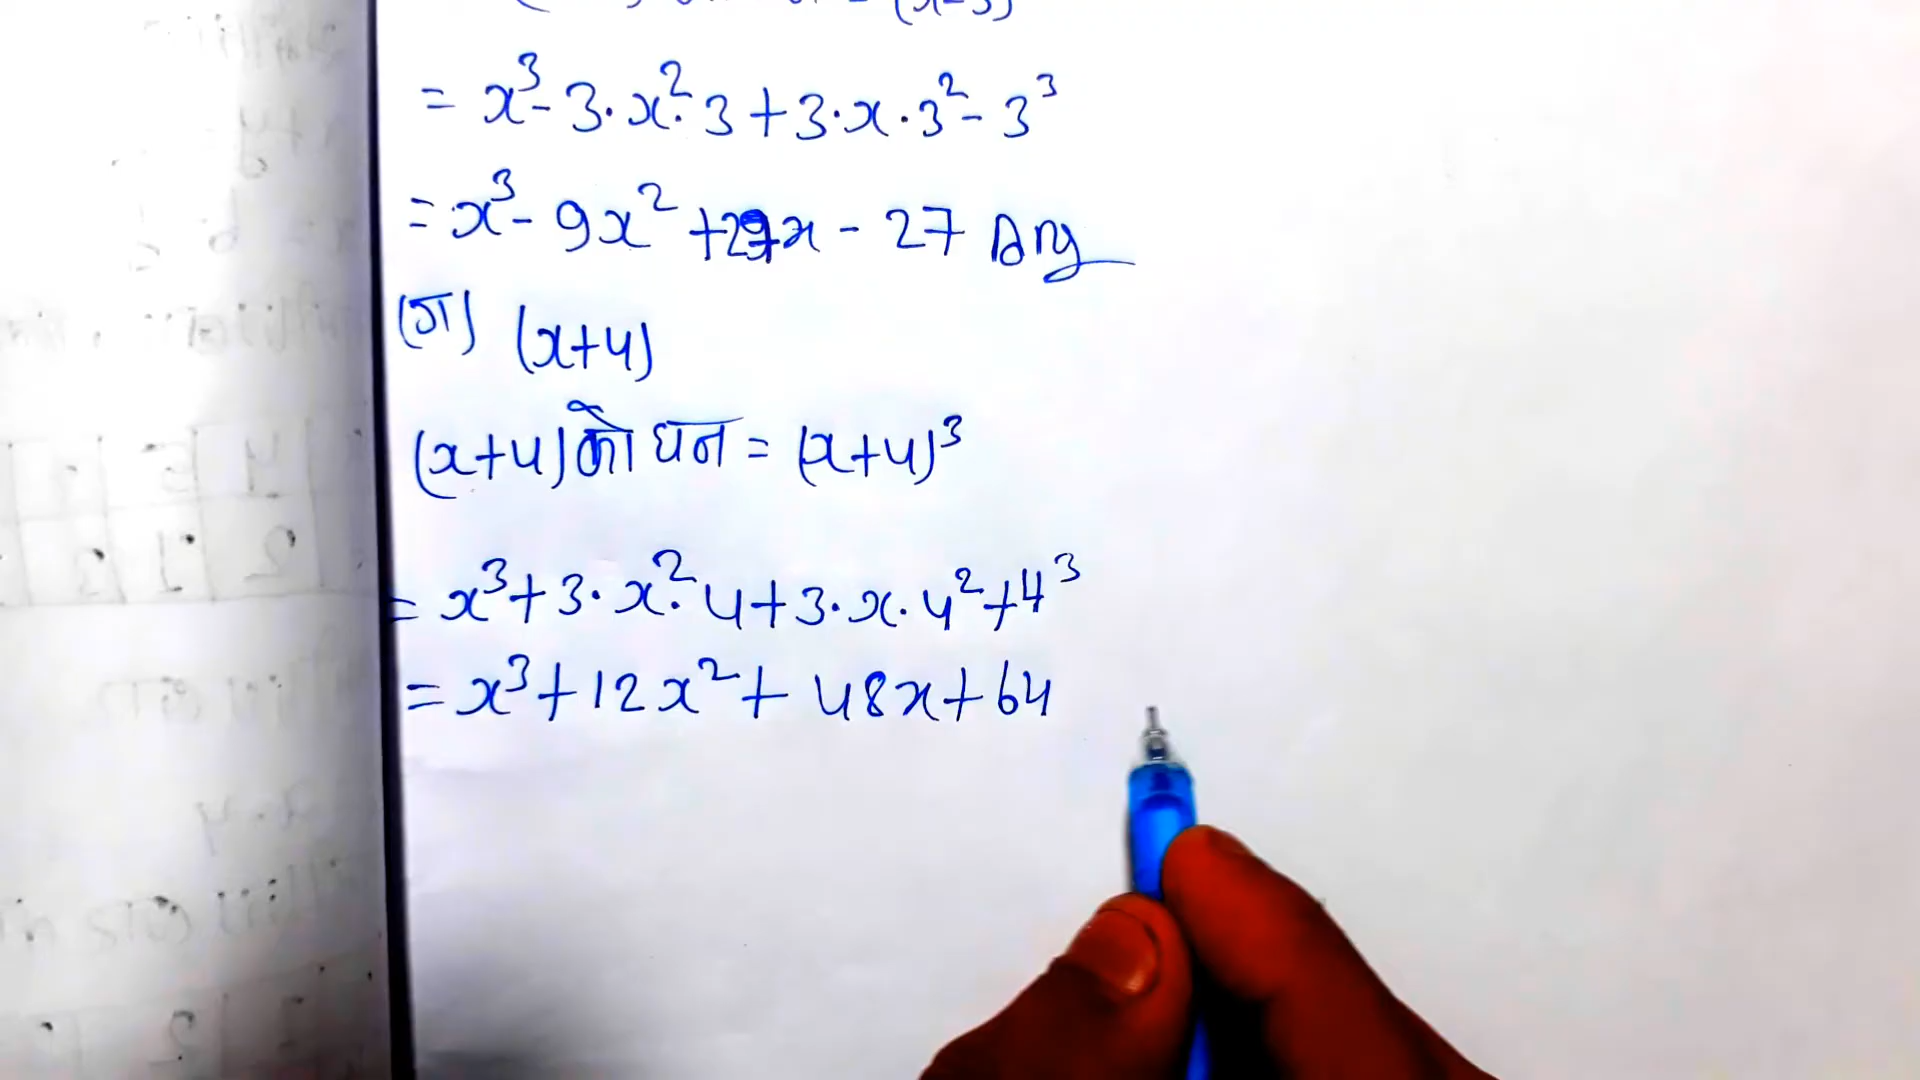 (x-3)
= x³ - 3·x²·3 + 3·x·3² - 3³
= x³ - 9x² + 27x - 27 Ans
(ग) (x+4)
(x+4) को घन = (x+4)³
= x³ + 3·x²·4 + 3·x·4² + 4³
= x³ + 12x² + 48x + 64